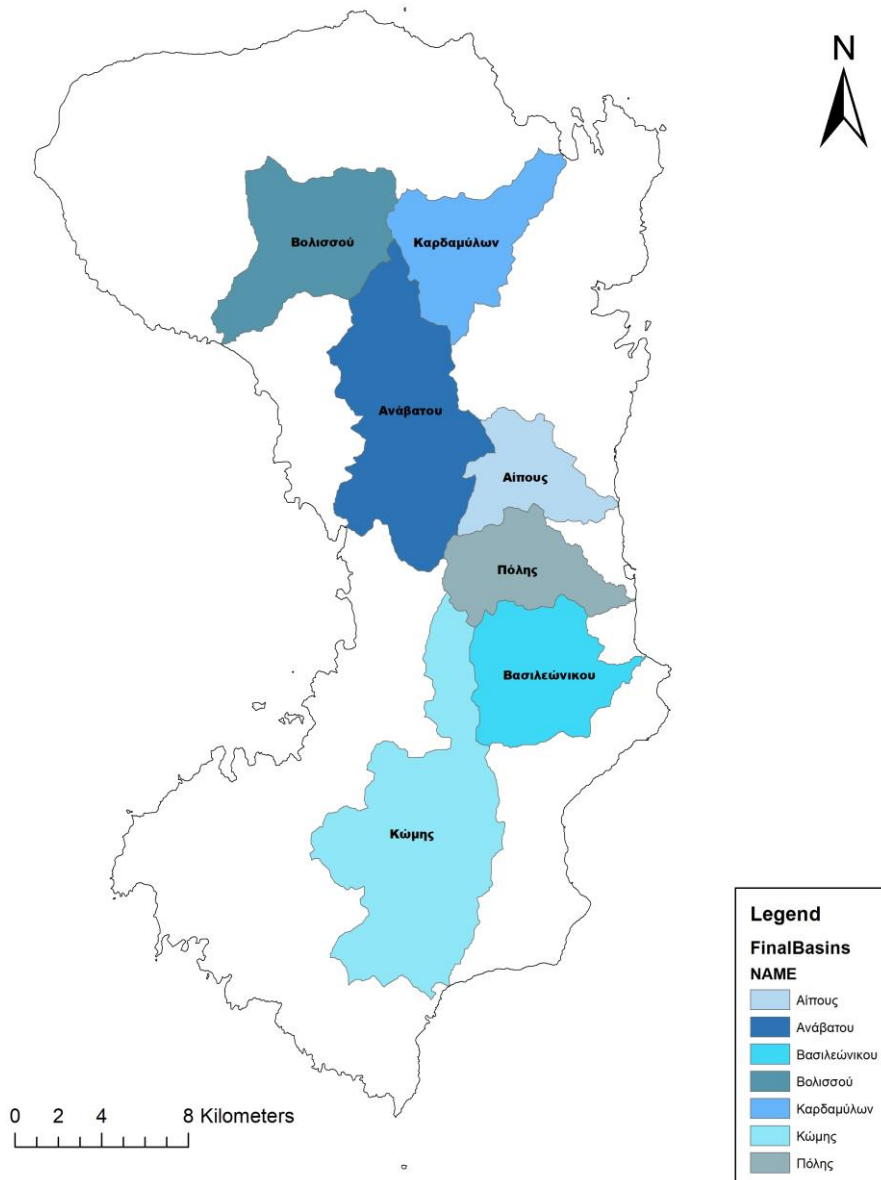 N
Βολισσού
Καρδαμύλων
Ανάβατου
Αίπους
Πόλης
Βασιλεώνικου
Κώμης
Legend
FinalBasins
NAME
Αίπους
Ανάβατου
Βασιλεώνικου
Βολισσού
Καρδαμύλων
Κώμης
Πόλης
0 2 4 8 Kilometers